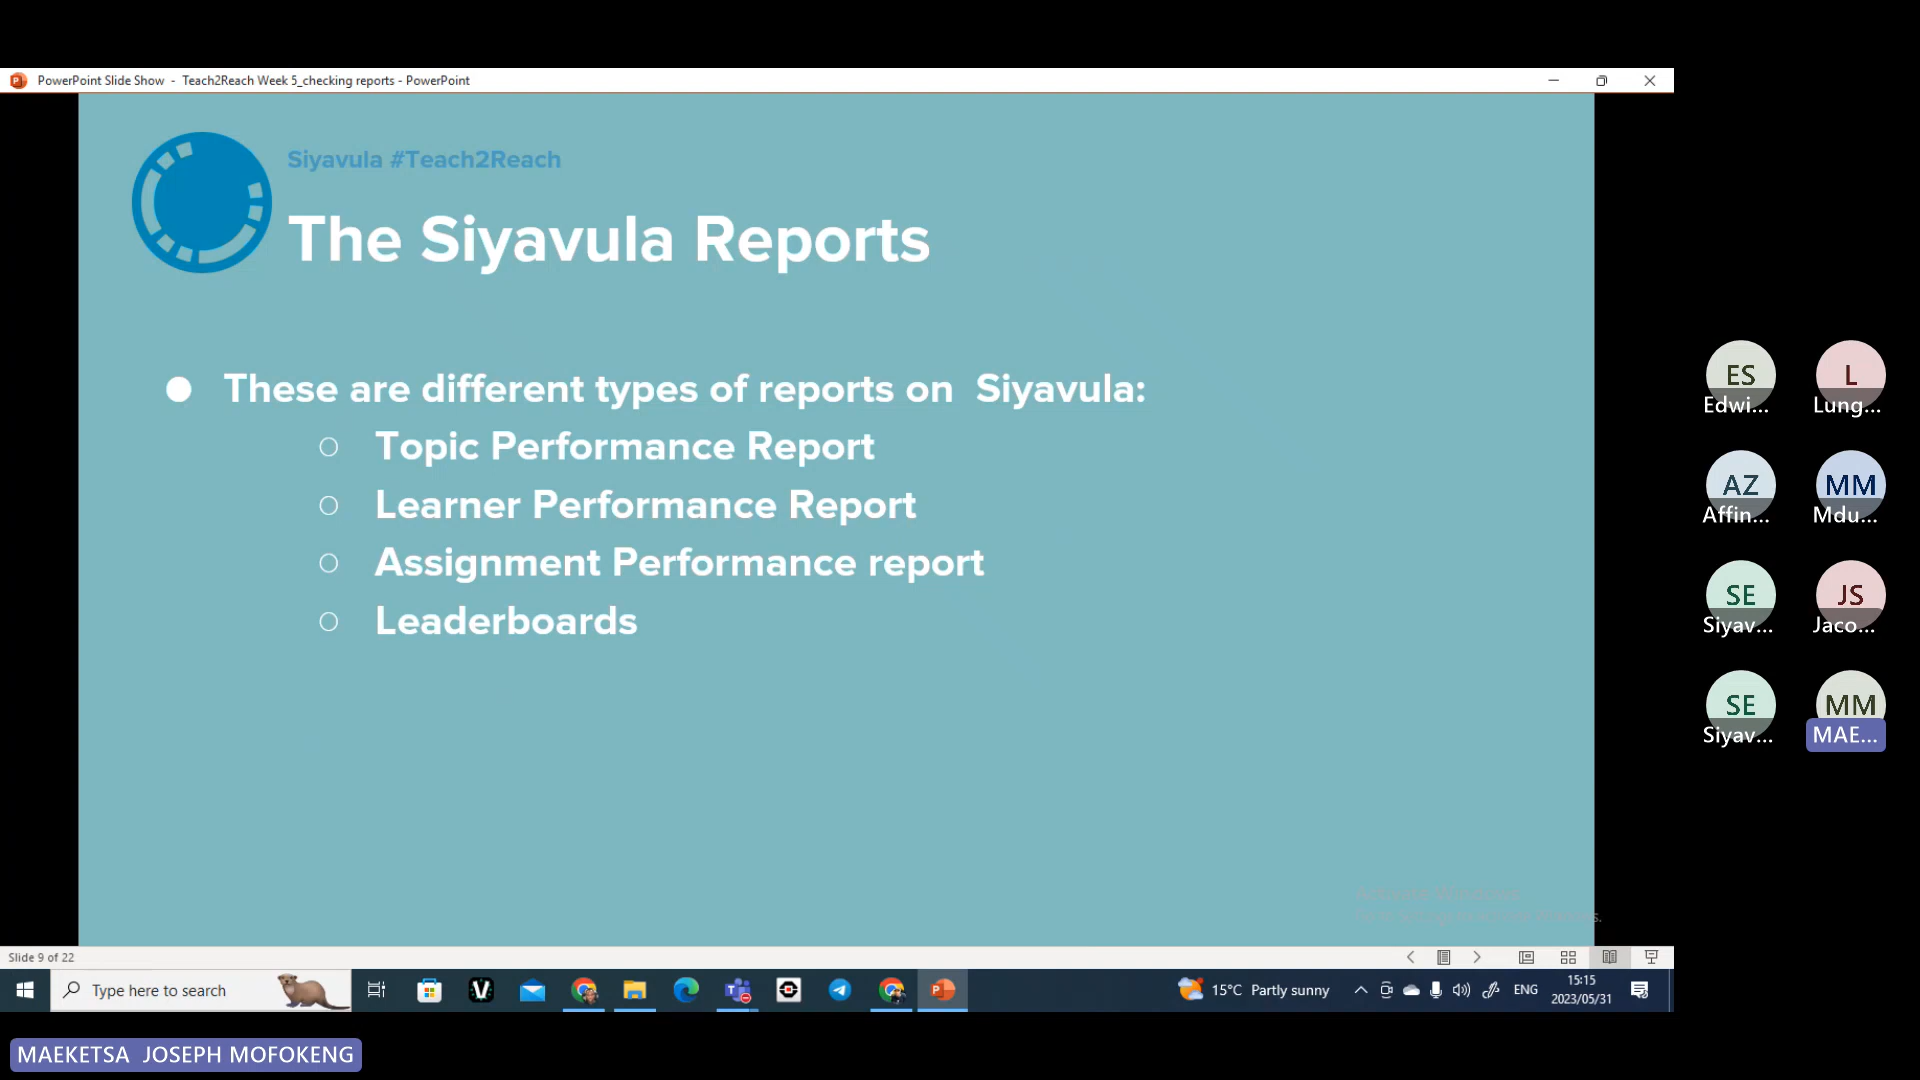 PowerPoint Slide Show - Teach2Reach Week 5_checking reports - PowerPoint
Siyavula #Teach2Reach
The Siyavula Reports
These are different types of reports on Siyavula:
Topic Performance Report
Learner Performance Report
Assignment Performance report
Leaderboards
ES
Edwi...
L
Lung...
AZ
Affin...
MM
Mdu...
SE
Siyav...
JS
Jaco...
SE
Siyav...
MM
MAE...
Activate Windows
Slide 9 of 22
Type here to search
15°C Partly sunny
ENG
15:15
2023/05/31
MAEKETSA JOSEPH MOFOKENG